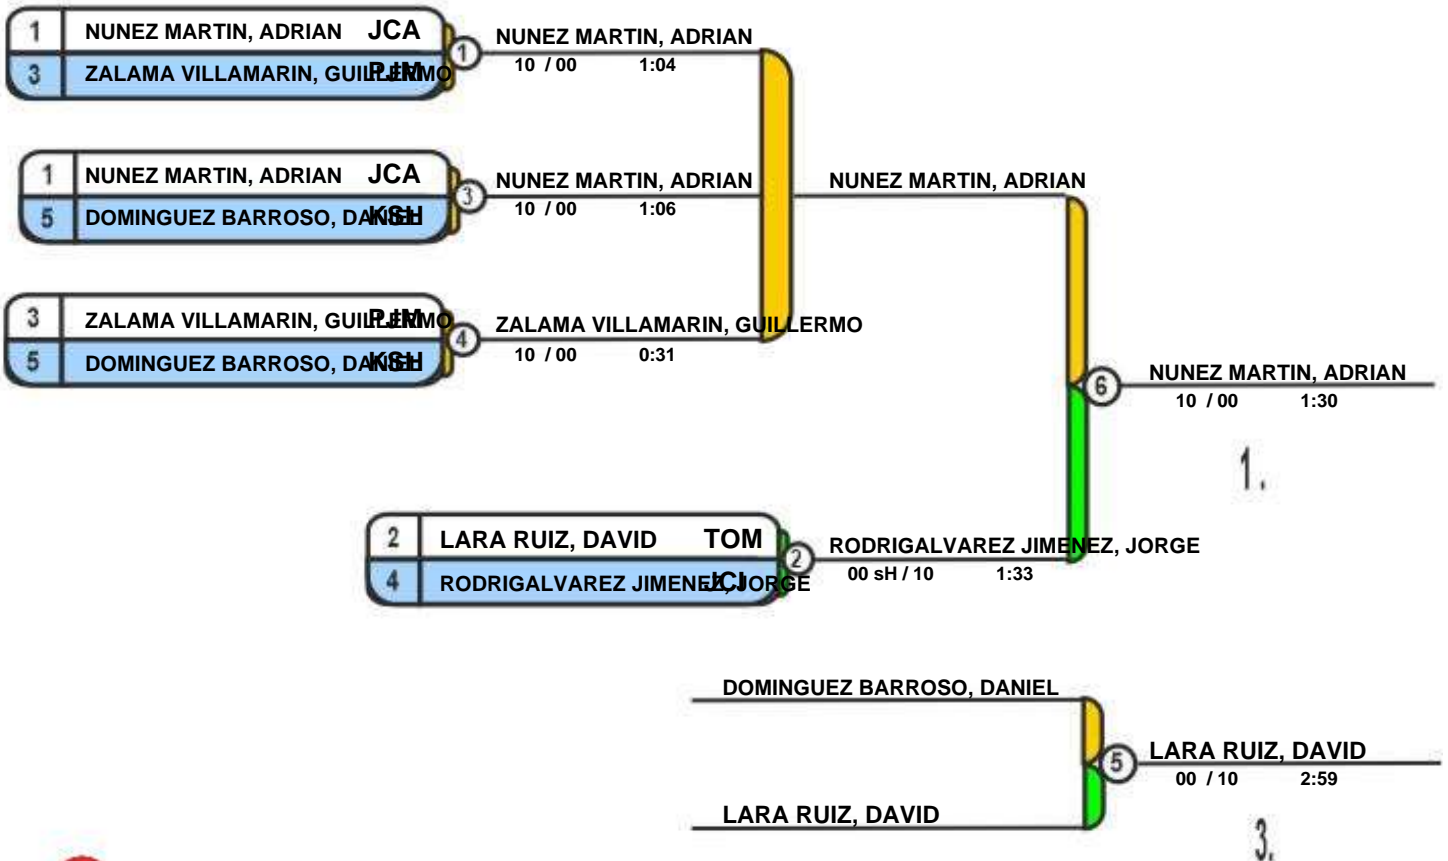 1 NUNEZ MARTIN, ADRIAN JCA
3 ZALAMA VILLAMARIN, GUILLERMO PJM
1 NUNEZ MARTIN, ADRIAN
10 / 00 1:04
1 NUNEZ MARTIN, ADRIAN JCA
5 DOMINGUEZ BARROSO, DANIEL KSH
3 NUNEZ MARTIN, ADRIAN
10 / 00 1:06
NUNEZ MARTIN, ADRIAN
3 ZALAMA VILLAMARIN, GUILLERMO PJM
5 DOMINGUEZ BARROSO, DANIEL KSH
4 ZALAMA VILLAMARIN, GUILLERMO
10 / 00 0:31
6 NUNEZ MARTIN, ADRIAN
10 / 00 1:30
1.
2 LARA RUIZ, DAVID TOM
4 RODRIGALVAREZ JIMENEZ, JORGE JCJ
2 RODRIGALVAREZ JIMENEZ, JORGE
00 sH / 10 1:33
DOMINGUEZ BARROSO, DANIEL
5 LARA RUIZ, DAVID
00 / 10 2:59
LARA RUIZ, DAVID
3.